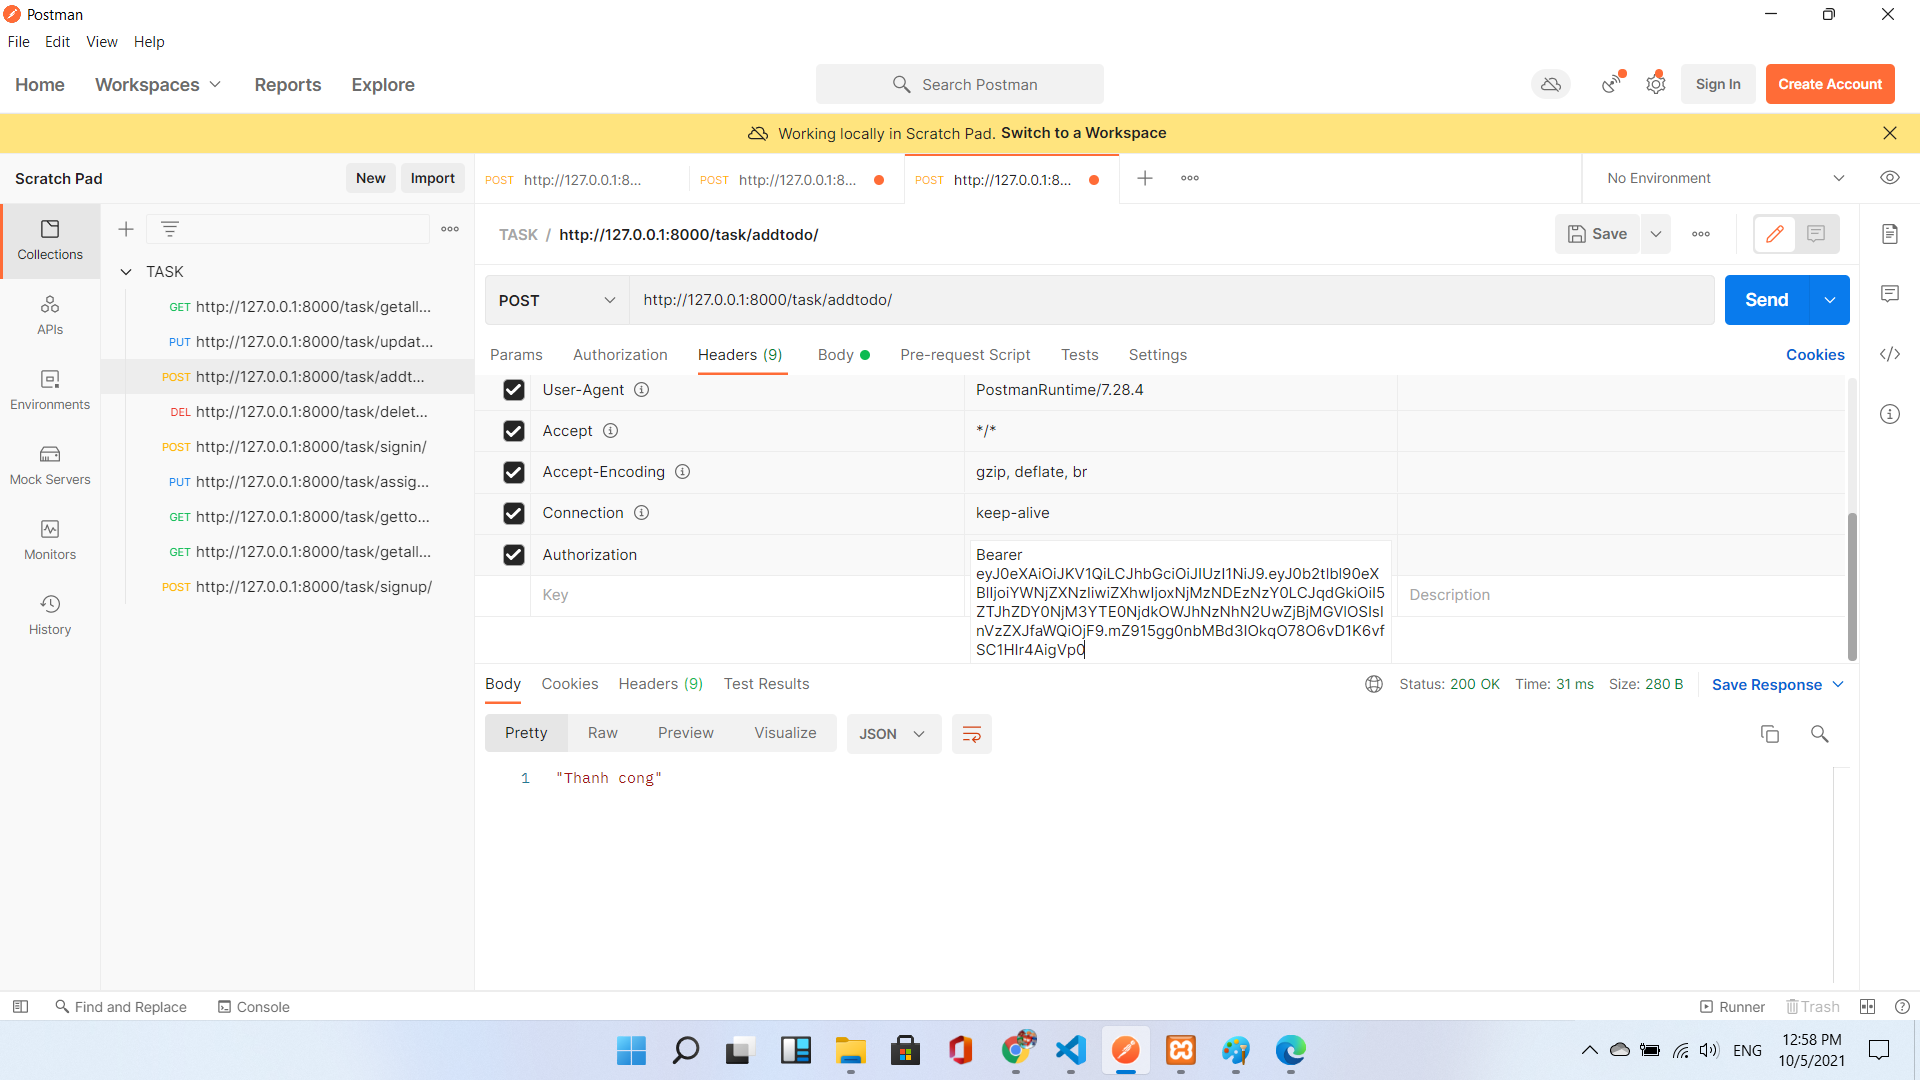 Postman
File Edit View Help
Home Workspaces Reports Explore
Search Postman
Sign In Create Account
Working locally in Scratch Pad. Switch to a Workspace
Scratch Pad New Import
POST http://127.0.0.1:8... POST http://127.0.0.1:8... POST http://127.0.0.1:8...
No Environment
Collections
APIs
Environments
Mock Servers
Monitors
History
TASK
GET http://127.0.0.1:8000/task/getall...
PUT http://127.0.0.1:8000/task/updat...
POST http://127.0.0.1:8000/task/addt...
DEL http://127.0.0.1:8000/task/delet...
POST http://127.0.0.1:8000/task/signin/
PUT http://127.0.0.1:8000/task/assig...
GET http://127.0.0.1:8000/task/getto...
GET http://127.0.0.1:8000/task/getall...
POST http://127.0.0.1:8000/task/signup/
TASK / http://127.0.0.1:8000/task/addtodo/
Save
POST http://127.0.0.1:8000/task/addtodo/
Send
Params Authorization Headers (9) Body Pre-request Script Tests Settings Cookies
User-Agent PostmanRuntime/7.28.4
Accept */*
Accept-Encoding gzip, deflate, br
Connection keep-alive
Authorization Bearer
eyJ0eXAiOiJKV1QiLCJhbGciOiJIUzI1NiJ9.eyJ0b2tlbl90eX
BlIjoiYWNjZXNzIiwiZXhwIjoxNjMzNDEzNzY0LCJqdGkiOiI5
ZTJhZDY0NjM3YTE0NjdkOWJhNzNhN2UwZjBjMGVlOSIsI
nVzZXJfaWQiOjF9.mZ915gg0nbMBd3IOkqO78O6vD1K6vf
SC1HIr4AigVp0
Key Description
Body Cookies Headers (9) Test Results
Status: 200 OK Time: 31 ms Size: 280 B Save Response
Pretty Raw Preview Visualize JSON
1 "Thanh cong"
Find and Replace Console
Runner Trash
ENG 12:58 PM
10/5/2021